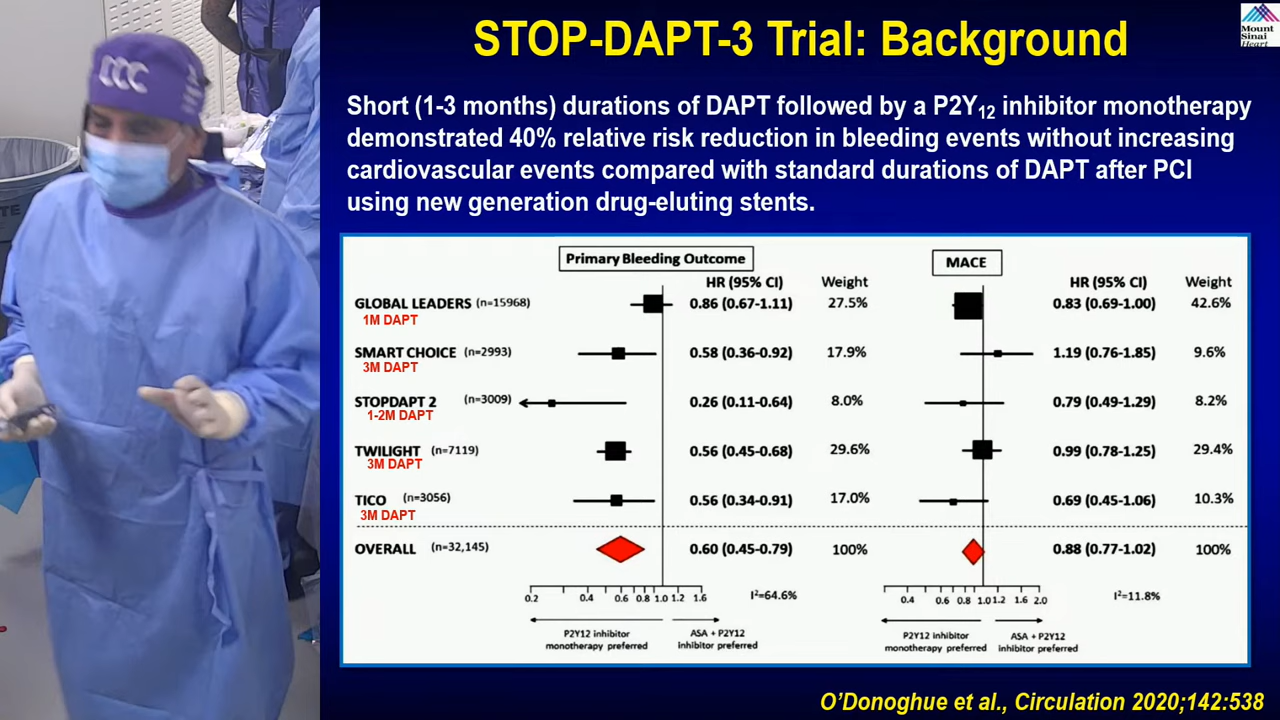 STOP-DAPT-3 Trial: Background
Mount
Sinai
Heart
Short (1-3 months) durations of DAPT followed by a P2Y12 inhibitor monotherapy
demonstrated 40% relative risk reduction in bleeding events without increasing
cardiovascular events compared with standard durations of DAPT after PCI
using new generation drug-eluting stents.
Primary Bleeding Outcome MACE
HR (95% CI) Weight HR (95% CI) Weight
GLOBAL LEADERS (n=15968) 0.86 (0.67-1.11) 27.5% 0.83 (0.69-1.00) 42.6%
1M DAPT
SMART CHOICE (n=2993) 0.58 (0.36-0.92) 17.9% 1.19 (0.76-1.85) 9.6%
3M DAPT
STOPDAPT 2 (n=3009) 0.26 (0.11-0.64) 8.0% 0.79 (0.49-1.29) 8.2%
1-2M DAPT
TWILIGHT (n=7119) 0.56 (0.45-0.68) 29.6% 0.99 (0.78-1.25) 29.4%
3M DAPT
TICO (n=3056) 0.56 (0.34-0.91) 17.0% 0.69 (0.45-1.06) 10.3%
3M DAPT
OVERALL (n=32,145) 0.60 (0.45-0.79) 100% 0.88 (0.77-1.02) 100%
0.2 0.4 0.6 0.8 1.0 1.2 1.6 I²=64.6% 0.4 0.6 0.8 1.0 1.2 1.6 2.0 I²=11.8%
P2Y12 inhibitor ASA + P2Y12 P2Y12 inhibitor ASA + P2Y12
monotherapy preferred inhibitor preferred monotherapy preferred inhibitor preferred
O'Donoghue et al., Circulation 2020;142:538
CCC